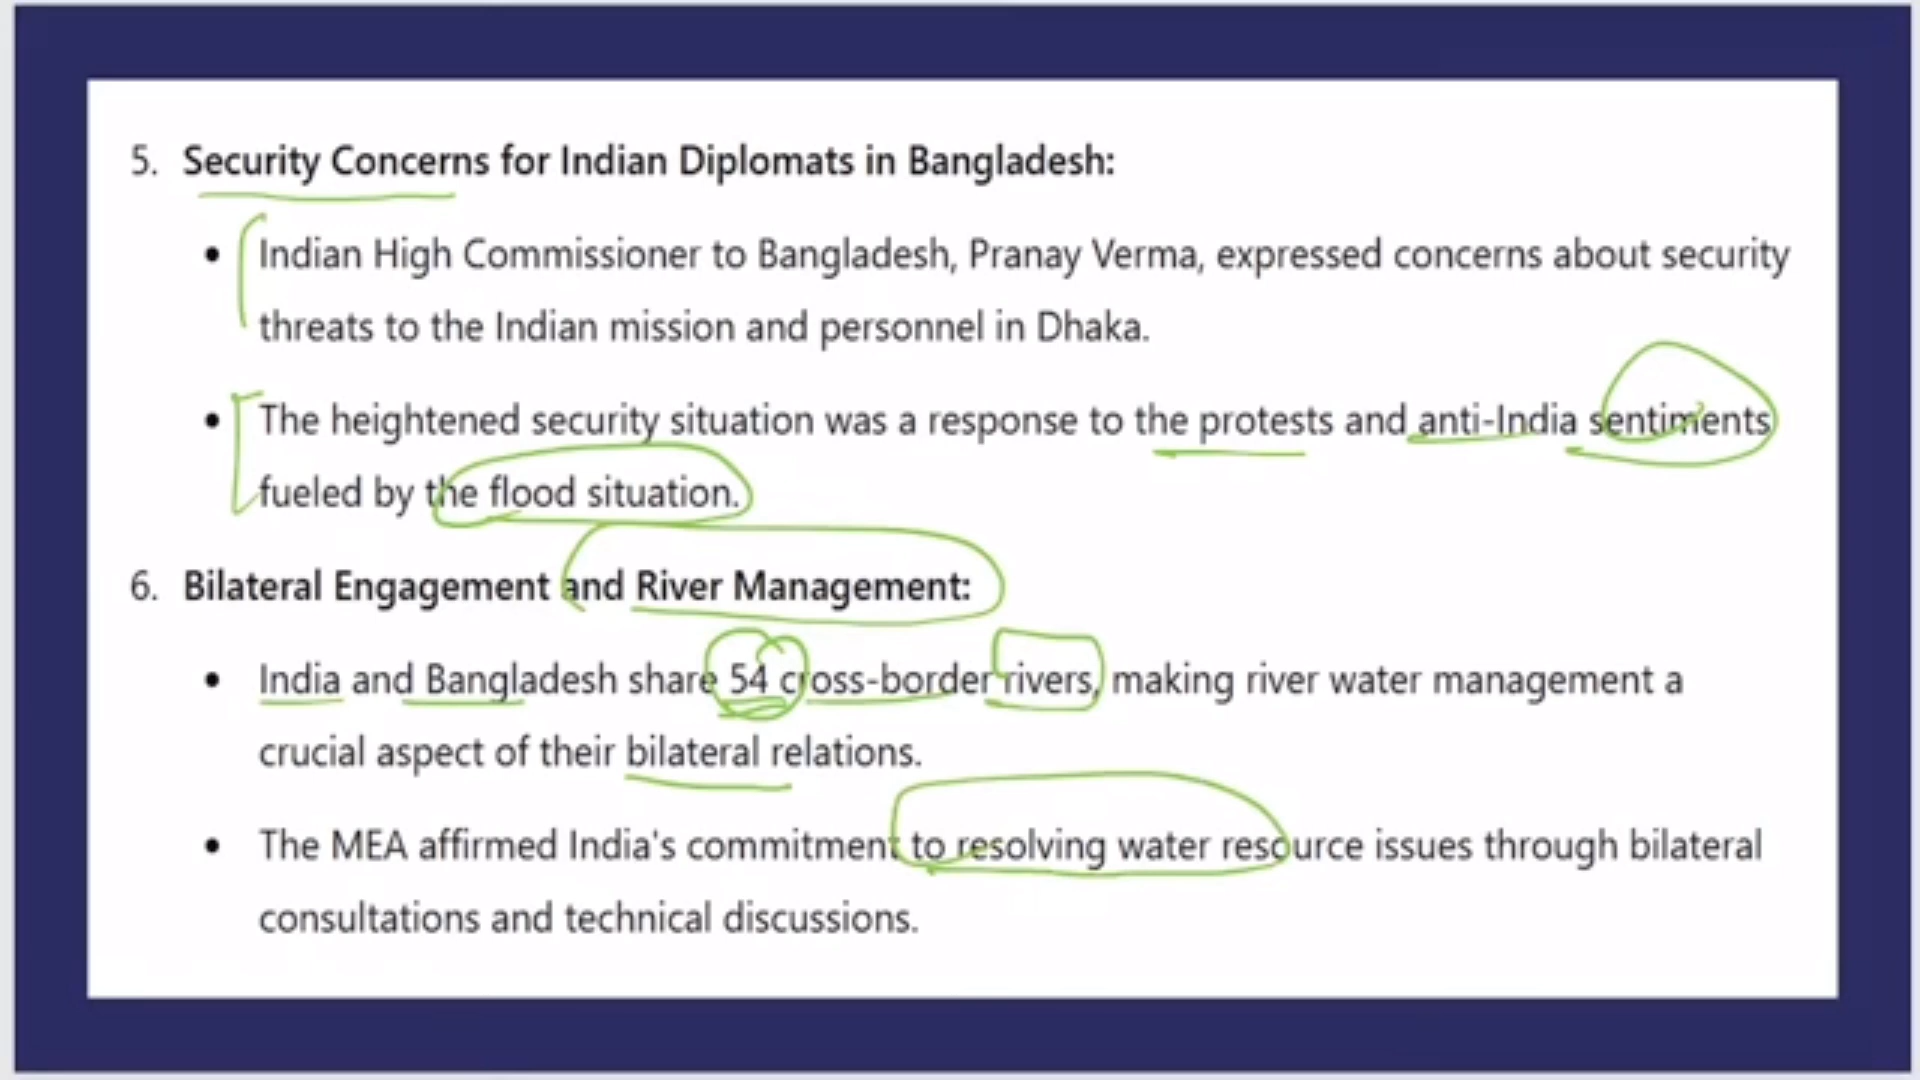 5. Security Concerns for Indian Diplomats in Bangladesh:
• Indian High Commissioner to Bangladesh, Pranay Verma, expressed concerns about security
threats to the Indian mission and personnel in Dhaka.
• The heightened security situation was a response to the protests and anti-India sentiments
fueled by the flood situation.
6. Bilateral Engagement and River Management:
• India and Bangladesh share 54 cross-border rivers, making river water management a
crucial aspect of their bilateral relations.
• The MEA affirmed India's commitment to resolving water resource issues through bilateral
consultations and technical discussions.